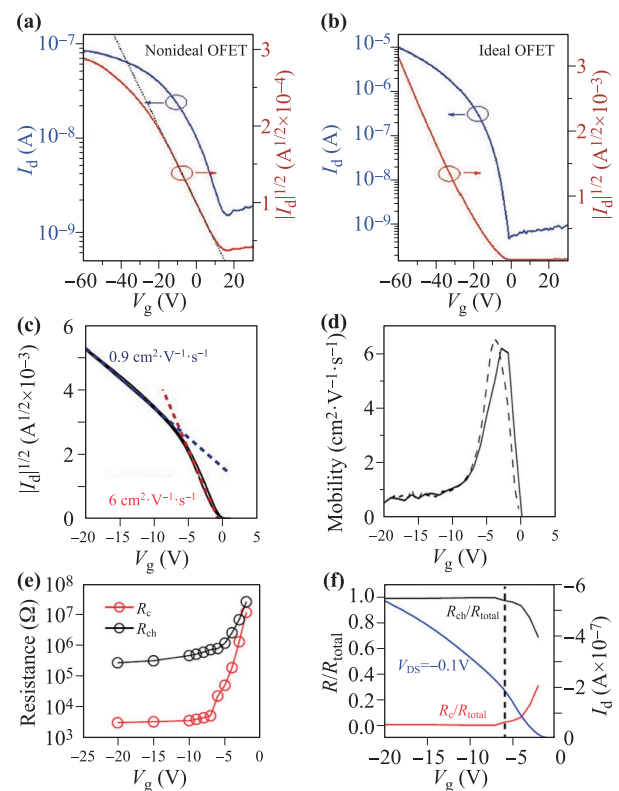 (a)
Nonideal OFET
10⁻⁷
10⁻⁸
10⁻⁹
I_d (A)
3
2
1
|I_d|^1/2 (A^1/2×10⁻⁴)
−60 −40 −20 0 20
V_g (V)
(b)
Ideal OFET
10⁻⁵
10⁻⁶
10⁻⁷
10⁻⁸
10⁻⁹
I_d (A)
3
2
1
|I_d|^1/2 (A^1/2×10⁻³)
−60 −40 −20 0 20
V_g (V)
(c)
6
4
2
0
|I_d|^1/2 (A^1/2×10⁻³)
0.9 cm²·V⁻¹·s⁻¹
6 cm²·V⁻¹·s⁻¹
−20 −15 −10 −5 0 5
V_g (V)
(d)
6
4
2
0
Mobility (cm²·V⁻¹·s⁻¹)
−20 −15 −10 −5 0 5
V_g (V)
(e)
10⁸
10⁷
10⁶
10⁵
10⁴
10³
Resistance (Ω)
R_c
R_ch
−25 −20 −15 −10 −5 0
V_g (V)
(f)
1.0
0.8
0.6
0.4
0.2
0.0
R/R_total
R_ch/R_total
V_DS=−0.1V
R_c/R_total
−6
−4
−2
0
I_d (A×10⁻⁷)
−20 −15 −10 −5 0
V_g (V)